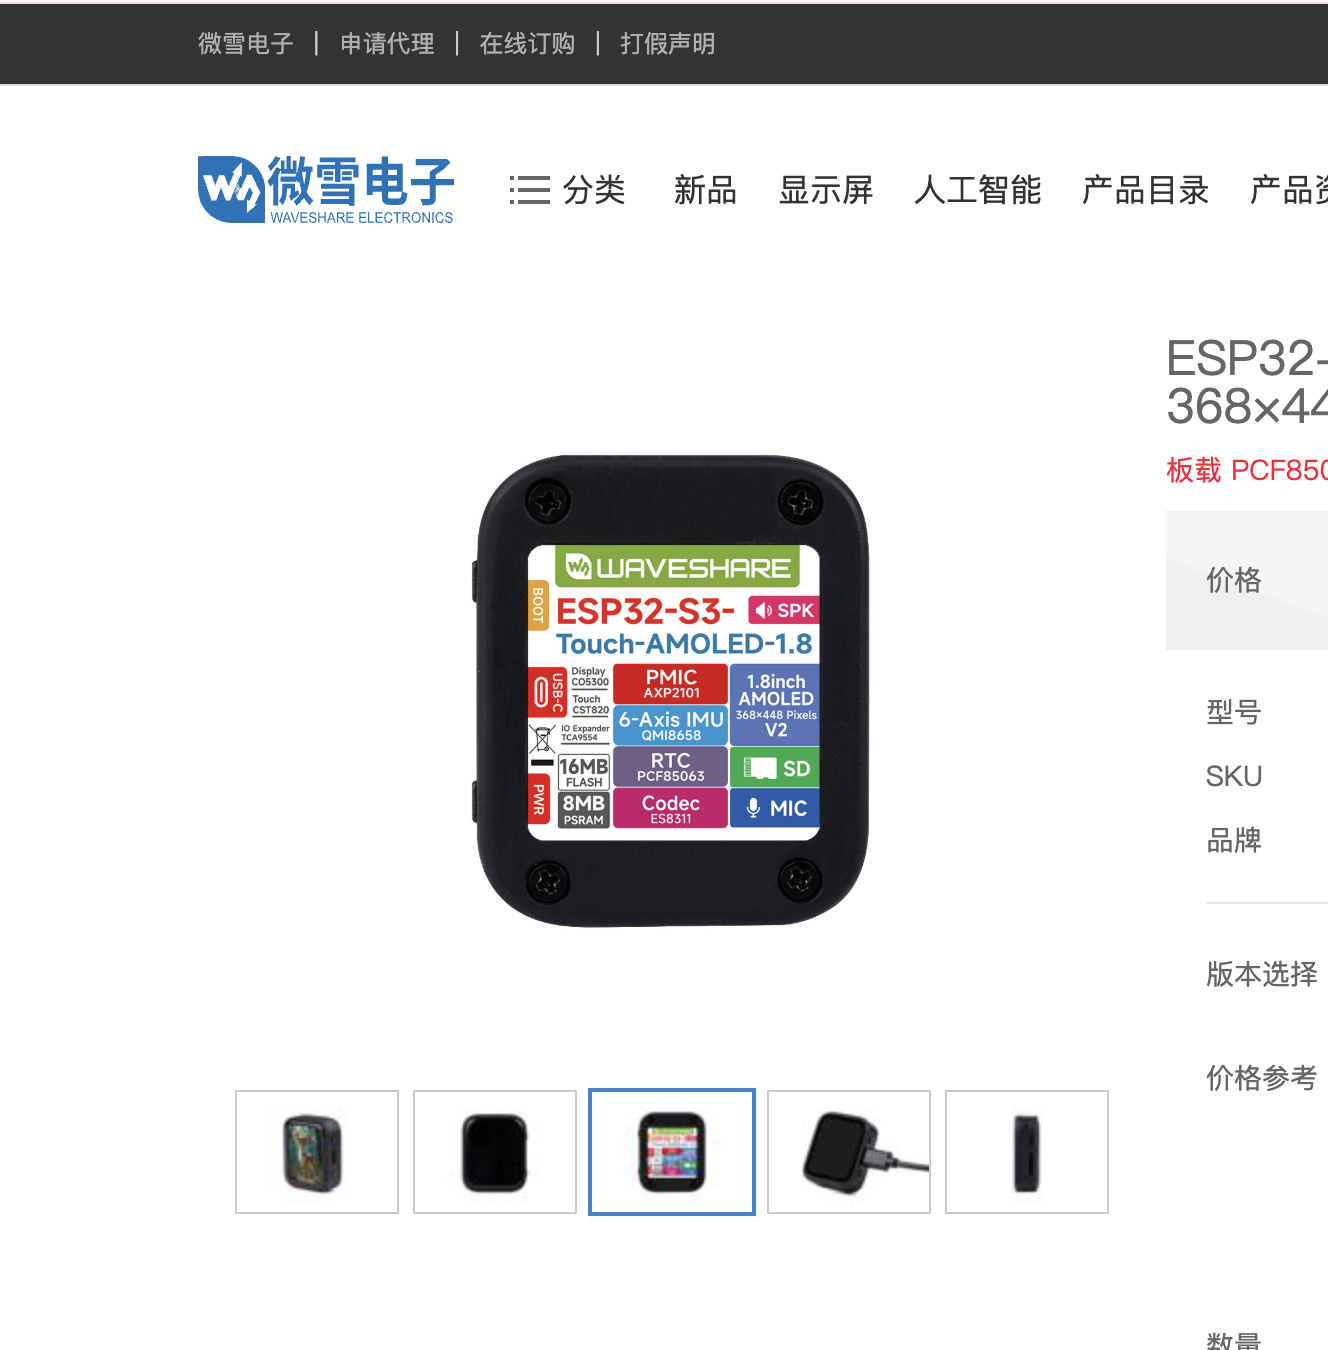 微雪电子 | 申请代理 | 在线订购 | 打假声明
微雪电子
WAVESHARE ELECTRONICS
分类 新品 显示屏 人工智能 产品目录 产品
ESP32-
368×44
板载 PCF850
WAVESHARE
BOOT
ESP32-S3-
SPK
Touch-AMOLED-1.8
USB-C
Display
CO5300
Touch
CST820
IO Expander
TCA9554
PMIC
AXP2101
6-Axis IMU
QMI8658
1.8inch
AMOLED
368×448 Pixels
V2
16MB
FLASH
RTC
PCF85063
SD
PWR
8MB
PSRAM
Codec
ES8311
MIC
价格
型号
SKU
品牌
版本选择
价格参考
数量